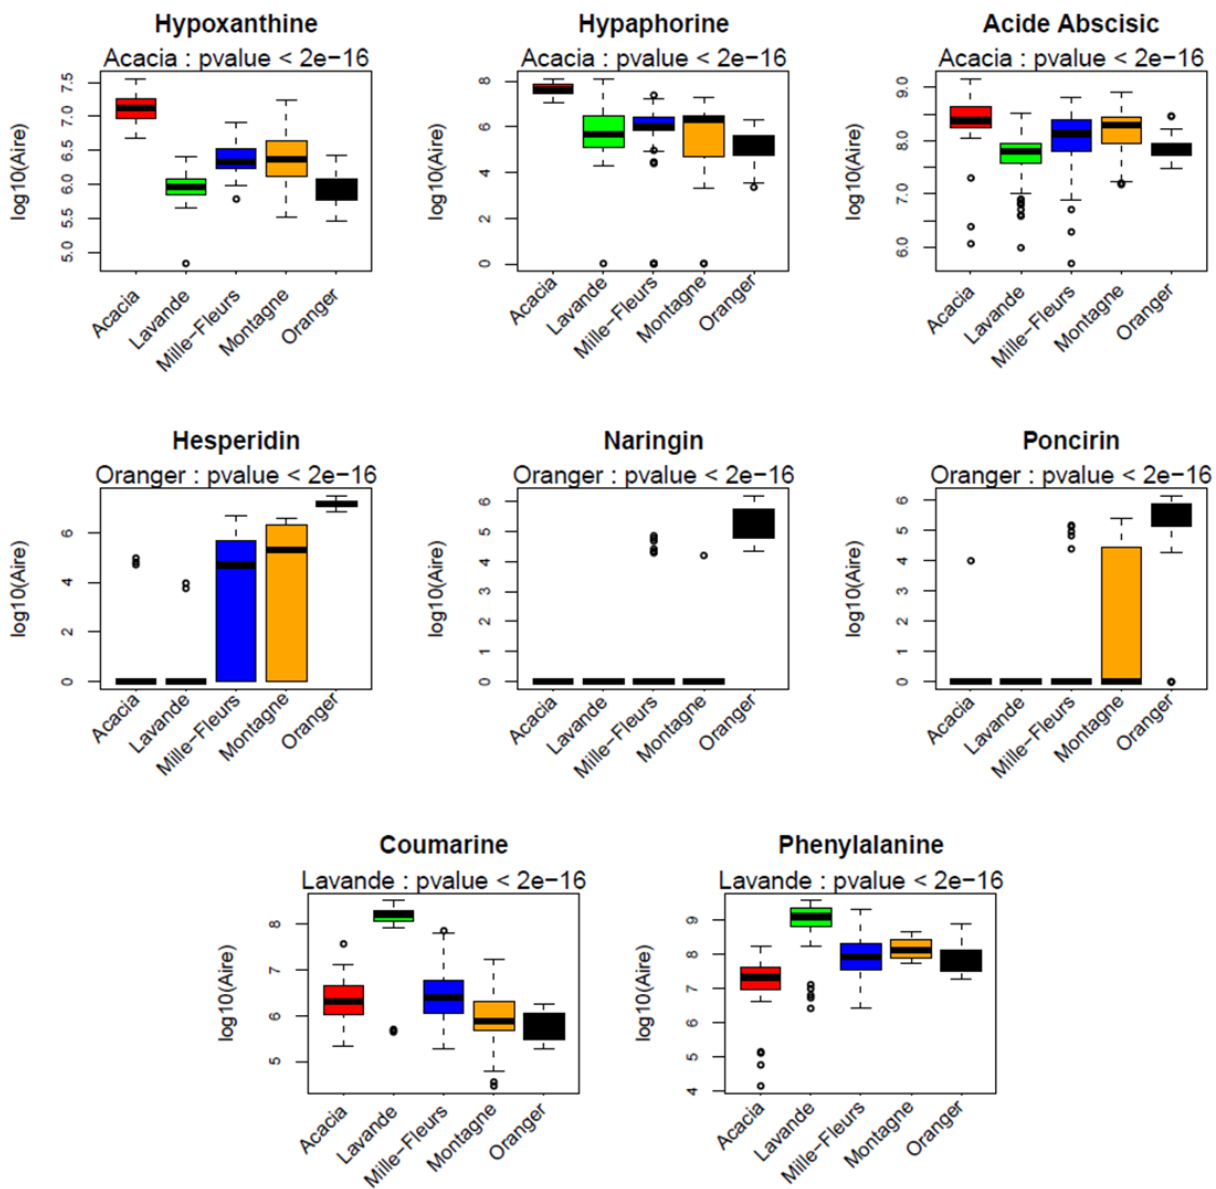 Hypoxanthine
Acacia : pvalue < 2e−16
log10(Aire)
7.5
7.0
6.5
6.0
5.5
5.0
Acacia
Lavande
Mille−Fleurs
Montagne
Oranger
Hypaphorine
Acacia : pvalue < 2e−16
log10(Aire)
8
6
4
2
0
Acacia
Lavande
Mille−Fleurs
Montagne
Oranger
Acide Abscisic
Acacia : pvalue < 2e−16
log10(Aire)
9.0
8.0
7.0
6.0
Acacia
Lavande
Mille−Fleurs
Montagne
Oranger
Hesperidin
Oranger : pvalue < 2e−16
log10(Aire)
6
4
2
0
Acacia
Lavande
Mille−Fleurs
Montagne
Oranger
Naringin
Oranger : pvalue < 2e−16
log10(Aire)
6
5
4
3
2
1
0
Acacia
Lavande
Mille−Fleurs
Montagne
Oranger
Poncirin
Oranger : pvalue < 2e−16
log10(Aire)
6
5
4
3
2
1
0
Acacia
Lavande
Mille−Fleurs
Montagne
Oranger
Coumarine
Lavande : pvalue < 2e−16
log10(Aire)
8
7
6
5
Acacia
Lavande
Mille−Fleurs
Montagne
Oranger
Phenylalanine
Lavande : pvalue < 2e−16
log10(Aire)
9
8
7
6
5
4
Acacia
Lavande
Mille−Fleurs
Montagne
Oranger